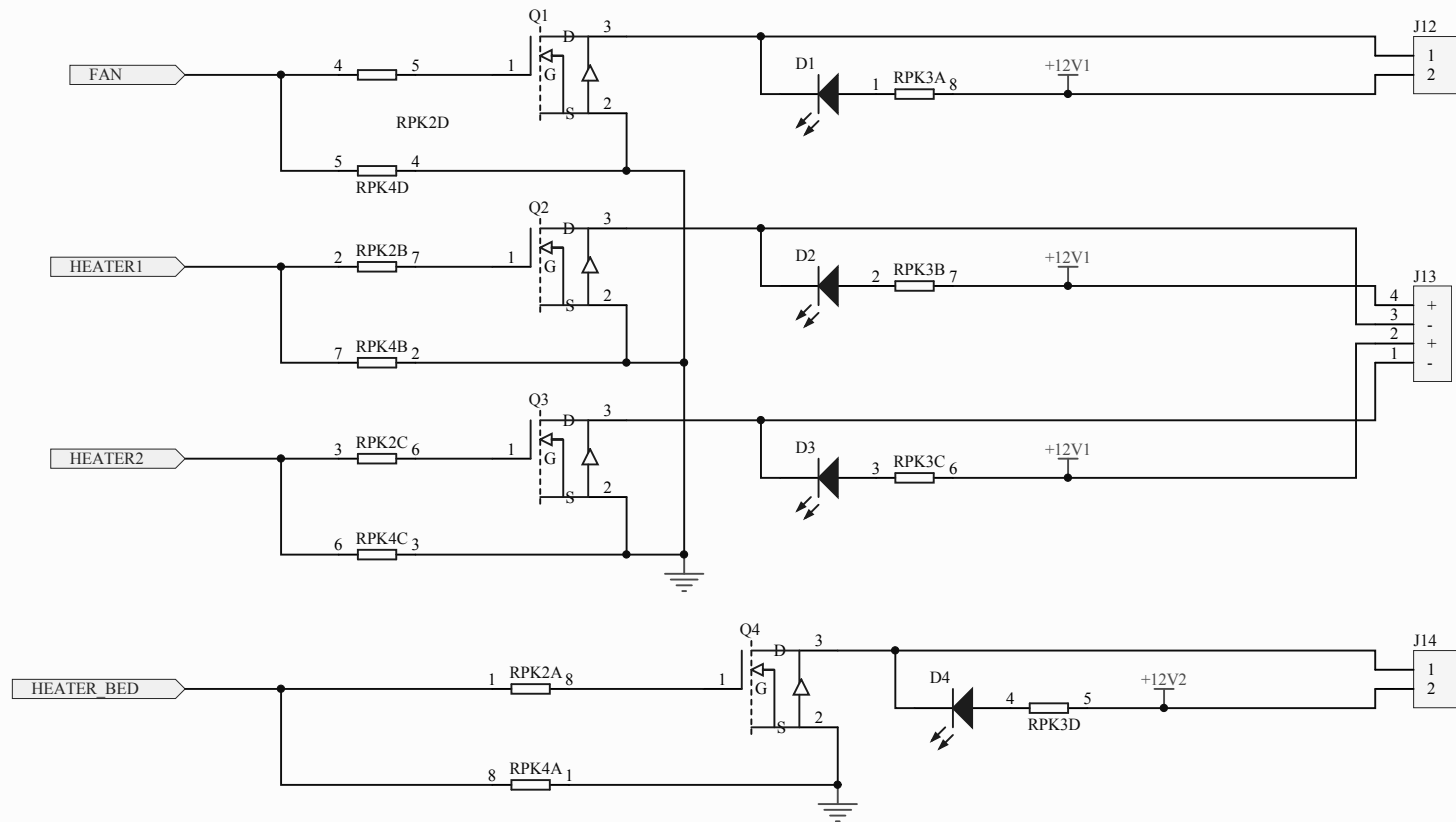 Q1
D 3
J12
FAN
4 5 1 G
D1
1 RPK3A 8
+12V1
1
2
S 2
RPK2D
5 4
RPK4D
Q2
D 3
HEATER1
2 RPK2B 7 1 G
D2
2 RPK3B 7
+12V1
J13
S 2
4 +
3 -
2 +
1 -
7 RPK4B 2
Q3
D 3
HEATER2
3 RPK2C 6 1 G
D3
3 RPK3C 6
+12V1
S 2
6 RPK4C 3
Q4
D 3
J14
HEATER_BED
1 RPK2A 8 1 G
D4
4 5
RPK3D
+12V2
1
2
S 2
8 RPK4A 1